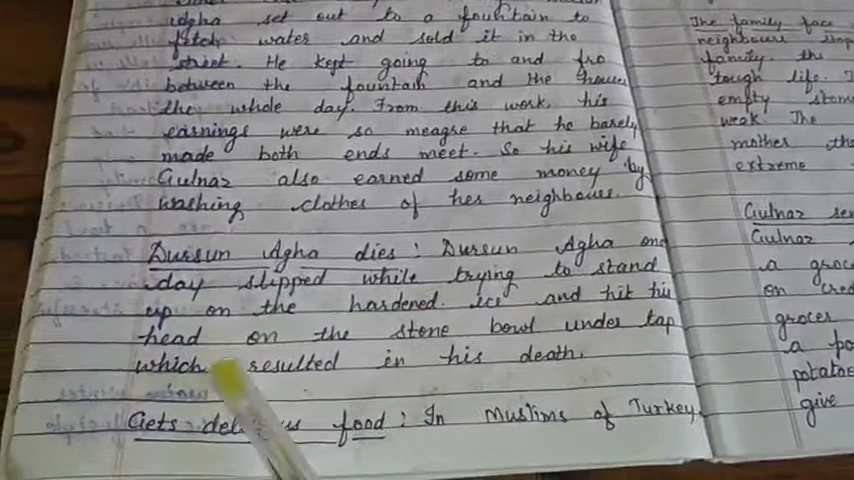 Agha set out to a fountain to
fetch water and sold it in the
street. He kept going to and fro
between the fountain and the houses
the whole day. From this work, his
earnings were so meagre that he barely
made both ends meet. So his wife
Gulnaz also earned some money by
washing clothes of her neighbours.
Dursun Agha dies: Dursun Agha one
day slipped while trying to stand
up on the hardened ice and hit his
head on the stone bowl under tap
which resulted in his death.
Gets food: In Muslims of Turkey,
The family face
neighbours
family. the
tough life.
empty
weak. The
mother
extreme
Gulnaz
Gulnaz
a
on
grocer
a
give